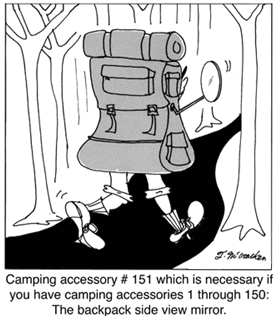 T. McCracken
Camping accessory # 151 which is necessary if
you have camping accessories 1 through 150:
The backpack side view mirror.